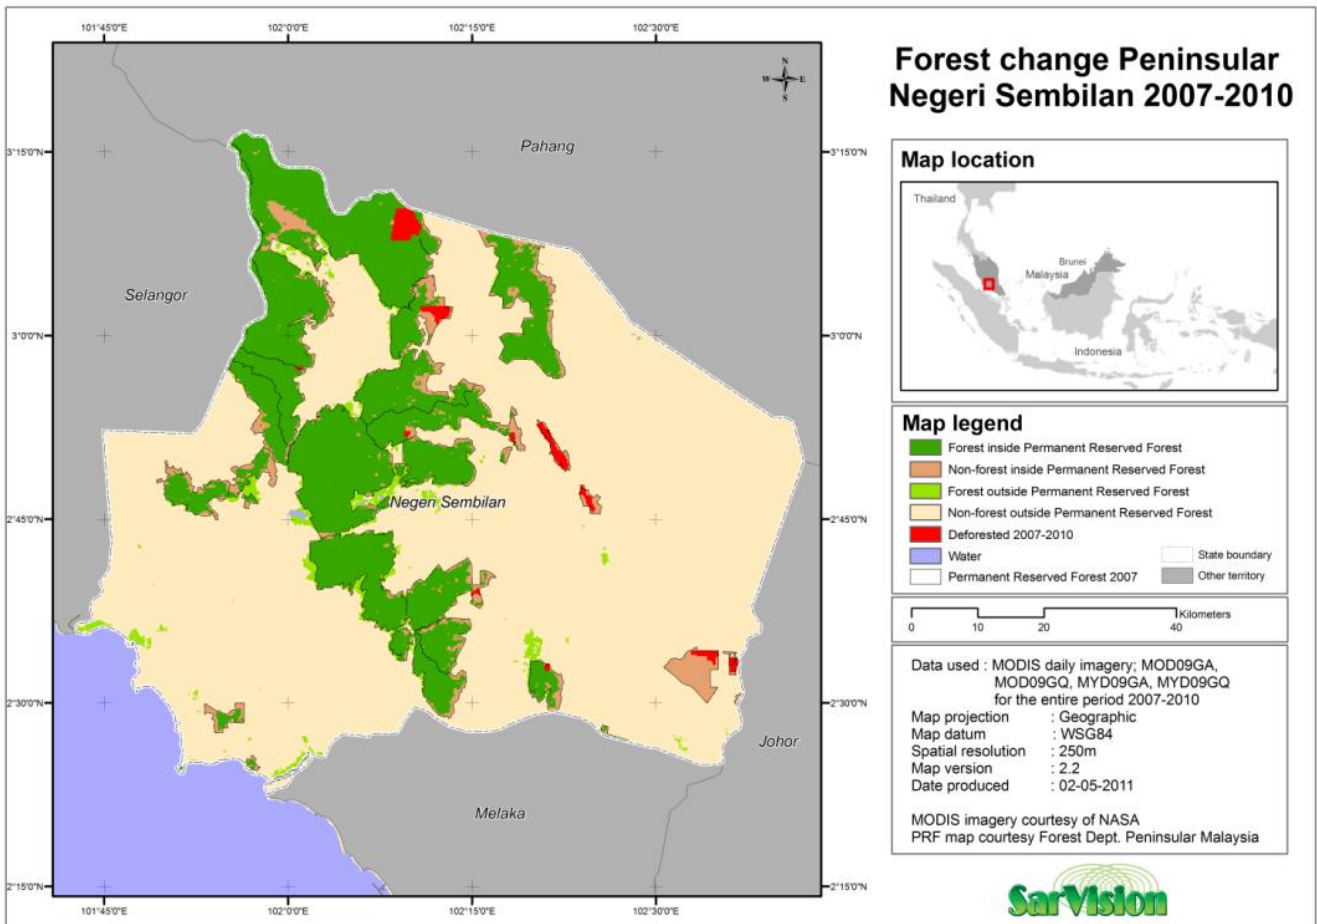 101°45'0"E
102°0'0"E
102°15'0"E
102°30'0"E
3°15'0"N
3°15'0"N
3°0'0"N
3°0'0"N
2°45'0"N
2°45'0"N
2°30'0"N
2°30'0"N
2°15'0"N
2°15'0"N
101°45'0"E
102°0'0"E
102°15'0"E
102°30'0"E
N
W E
S
Pahang
Selangor
Negeri Sembilan
Johor
Melaka
Forest change Peninsular
Negeri Sembilan 2007-2010
Map location
Thailand
Brunei
Malaysia
Indonesia
Map legend
Forest inside Permanent Reserved Forest
Non-forest inside Permanent Reserved Forest
Forest outside Permanent Reserved Forest
Non-forest outside Permanent Reserved Forest
Deforested 2007-2010
Water
State boundary
Permanent Reserved Forest 2007
Other territory
Kilometers
0 10 20 40
Data used : MODIS daily imagery; MOD09GA,
MOD09GQ, MYD09GA, MYD09GQ
for the entire period 2007-2010
Map projection : Geographic
Map datum : WSG84
Spatial resolution : 250m
Map version : 2.2
Date produced : 02-05-2011
MODIS imagery courtesy of NASA
PRF map courtesy Forest Dept. Peninsular Malaysia
SarVision